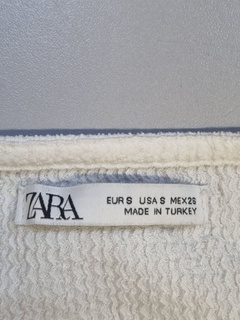 ZARA
EUR S USA S MEX 26
MADE IN TURKEY